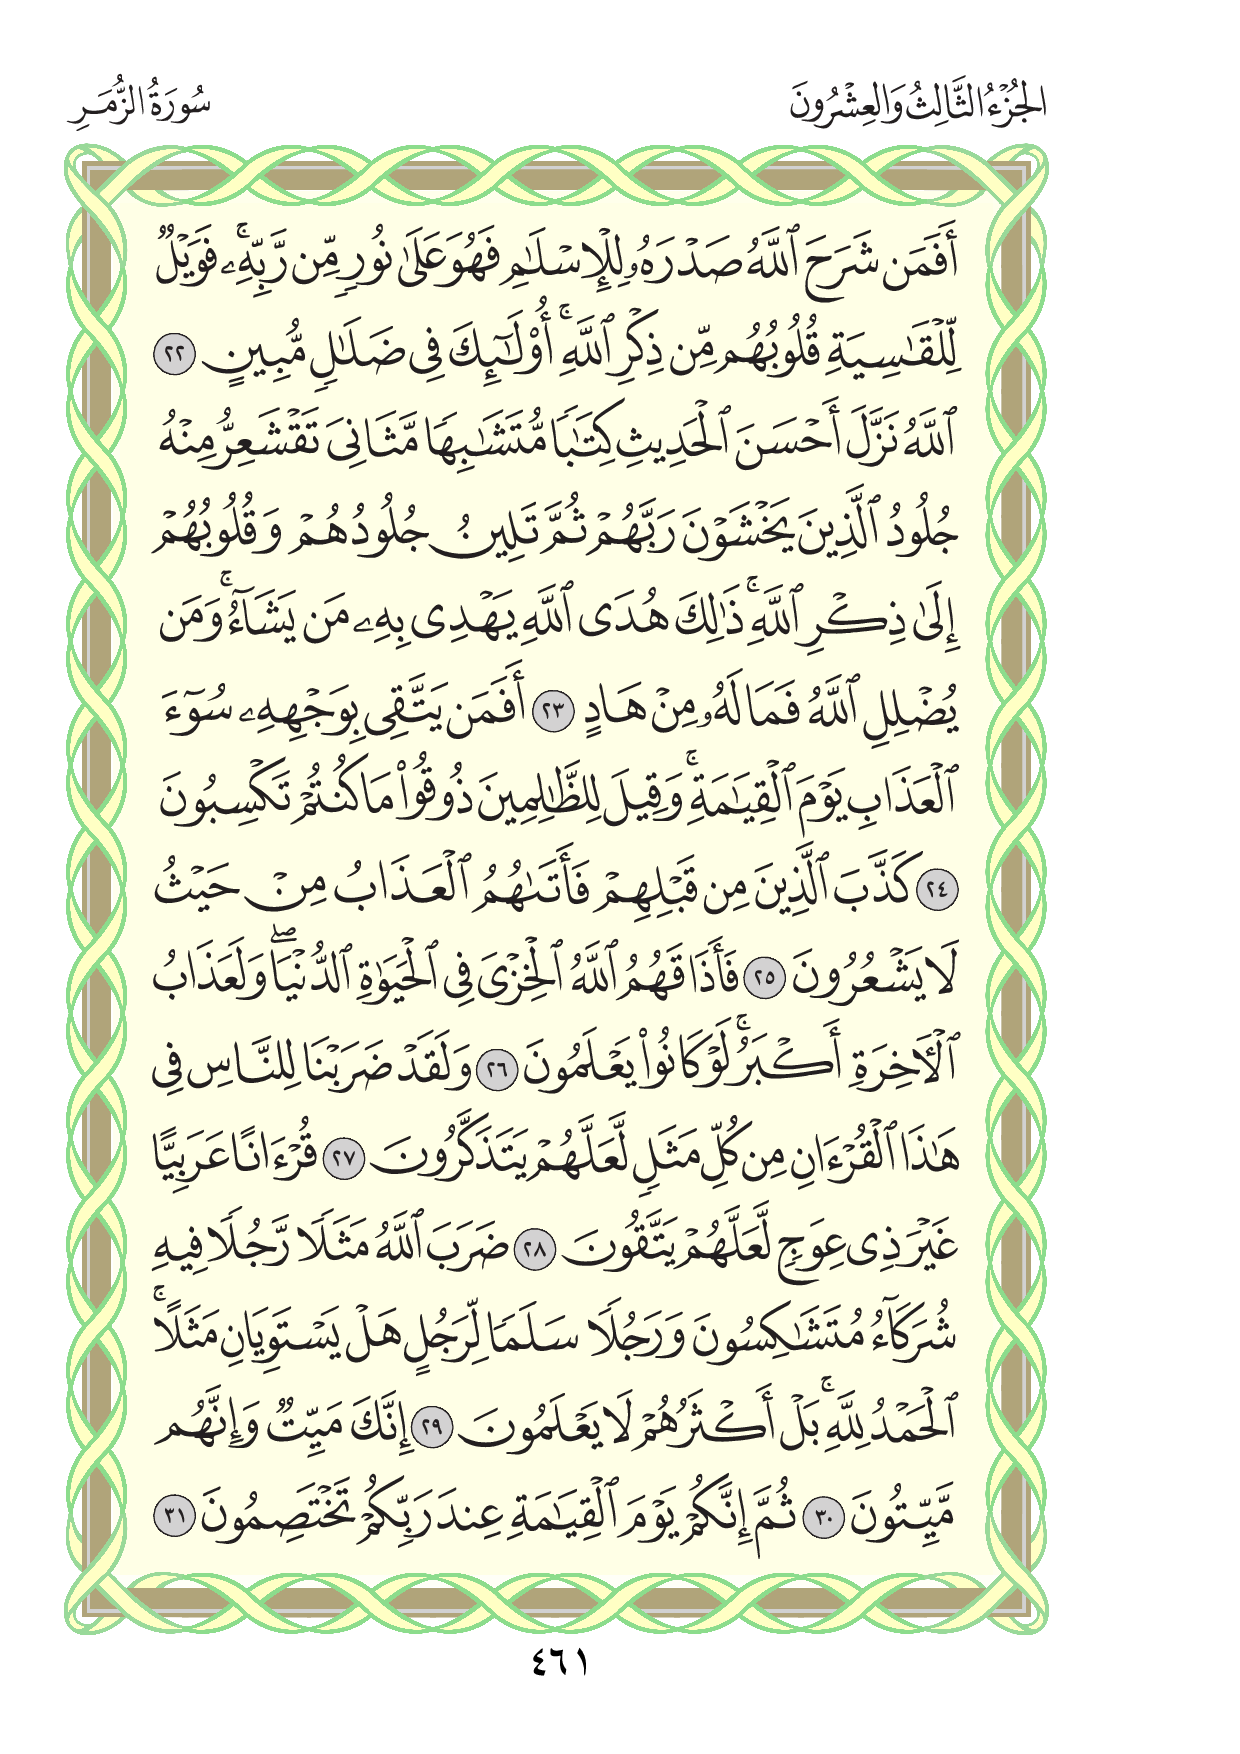 الجُزْءُ الثَّالِثُ وَالعِشْرُونَ
سُورَةُ الزُّمَرِ
أَفَمَن شَرَحَ ٱللَّهُ صَدْرَهُۥ لِلْإِسْلَٰمِ فَهُوَ عَلَىٰ نُورٍ مِّن رَّبِّهِۦۚ فَوَيْلٌ
لِّلْقَٰسِيَةِ قُلُوبُهُم مِّن ذِكْرِ ٱللَّهِۚ أُوْلَٰٓئِكَ فِى ضَلَٰلٍ مُّبِينٍ ٢٢
ٱللَّهُ نَزَّلَ أَحْسَنَ ٱلْحَدِيثِ كِتَٰبًا مُّتَشَٰبِهًا مَّثَانِىَ تَقْشَعِرُّ مِنْهُ
جُلُودُ ٱلَّذِينَ يَخْشَوْنَ رَبَّهُمْ ثُمَّ تَلِينُ جُلُودُهُمْ وَقُلُوبُهُمْ
إِلَىٰ ذِكْرِ ٱللَّهِۚ ذَٰلِكَ هُدَى ٱللَّهِ يَهْدِى بِهِۦ مَن يَشَآءُۚ وَمَن
يُضْلِلِ ٱللَّهُ فَمَا لَهُۥ مِنْ هَادٍ ٢٣ أَفَمَن يَتَّقِى بِوَجْهِهِۦ سُوٓءَ
ٱلْعَذَابِ يَوْمَ ٱلْقِيَٰمَةِۚ وَقِيلَ لِلظَّٰلِمِينَ ذُوقُواْ مَا كُنتُمْ تَكْسِبُونَ
٢٤ كَذَّبَ ٱلَّذِينَ مِن قَبْلِهِمْ فَأَتَىٰهُمُ ٱلْعَذَابُ مِنْ حَيْثُ
لَا يَشْعُرُونَ ٢٥ فَأَذَاقَهُمُ ٱللَّهُ ٱلْخِزْىَ فِى ٱلْحَيَوٰةِ ٱلدُّنْيَاۖ وَلَعَذَابُ
ٱلْأَخِرَةِ أَكْبَرُۚ لَوْ كَانُواْ يَعْلَمُونَ ٢٦ وَلَقَدْ ضَرَبْنَا لِلنَّاسِ فِى
هَٰذَا ٱلْقُرْءَانِ مِن كُلِّ مَثَلٍ لَّعَلَّهُمْ يَتَذَكَّرُونَ ٢٧ قُرْءَانًا عَرَبِيًّا
غَيْرَ ذِى عِوَجٍ لَّعَلَّهُمْ يَتَّقُونَ ٢٨ ضَرَبَ ٱللَّهُ مَثَلًا رَّجُلًا فِيهِ
شُرَكَآءُ مُتَشَٰكِسُونَ وَرَجُلًا سَلَمًا لِّرَجُلٍ هَلْ يَسْتَوِيَانِ مَثَلًاۚ
ٱلْحَمْدُ لِلَّهِۚ بَلْ أَكْثَرُهُمْ لَا يَعْلَمُونَ ٢٩ إِنَّكَ مَيِّتٌ وَإِنَّهُم
مَّيِّتُونَ ٣٠ ثُمَّ إِنَّكُمْ يَوْمَ ٱلْقِيَٰمَةِ عِندَ رَبِّكُمْ تَخْتَصِمُونَ ٣١
٤٦١